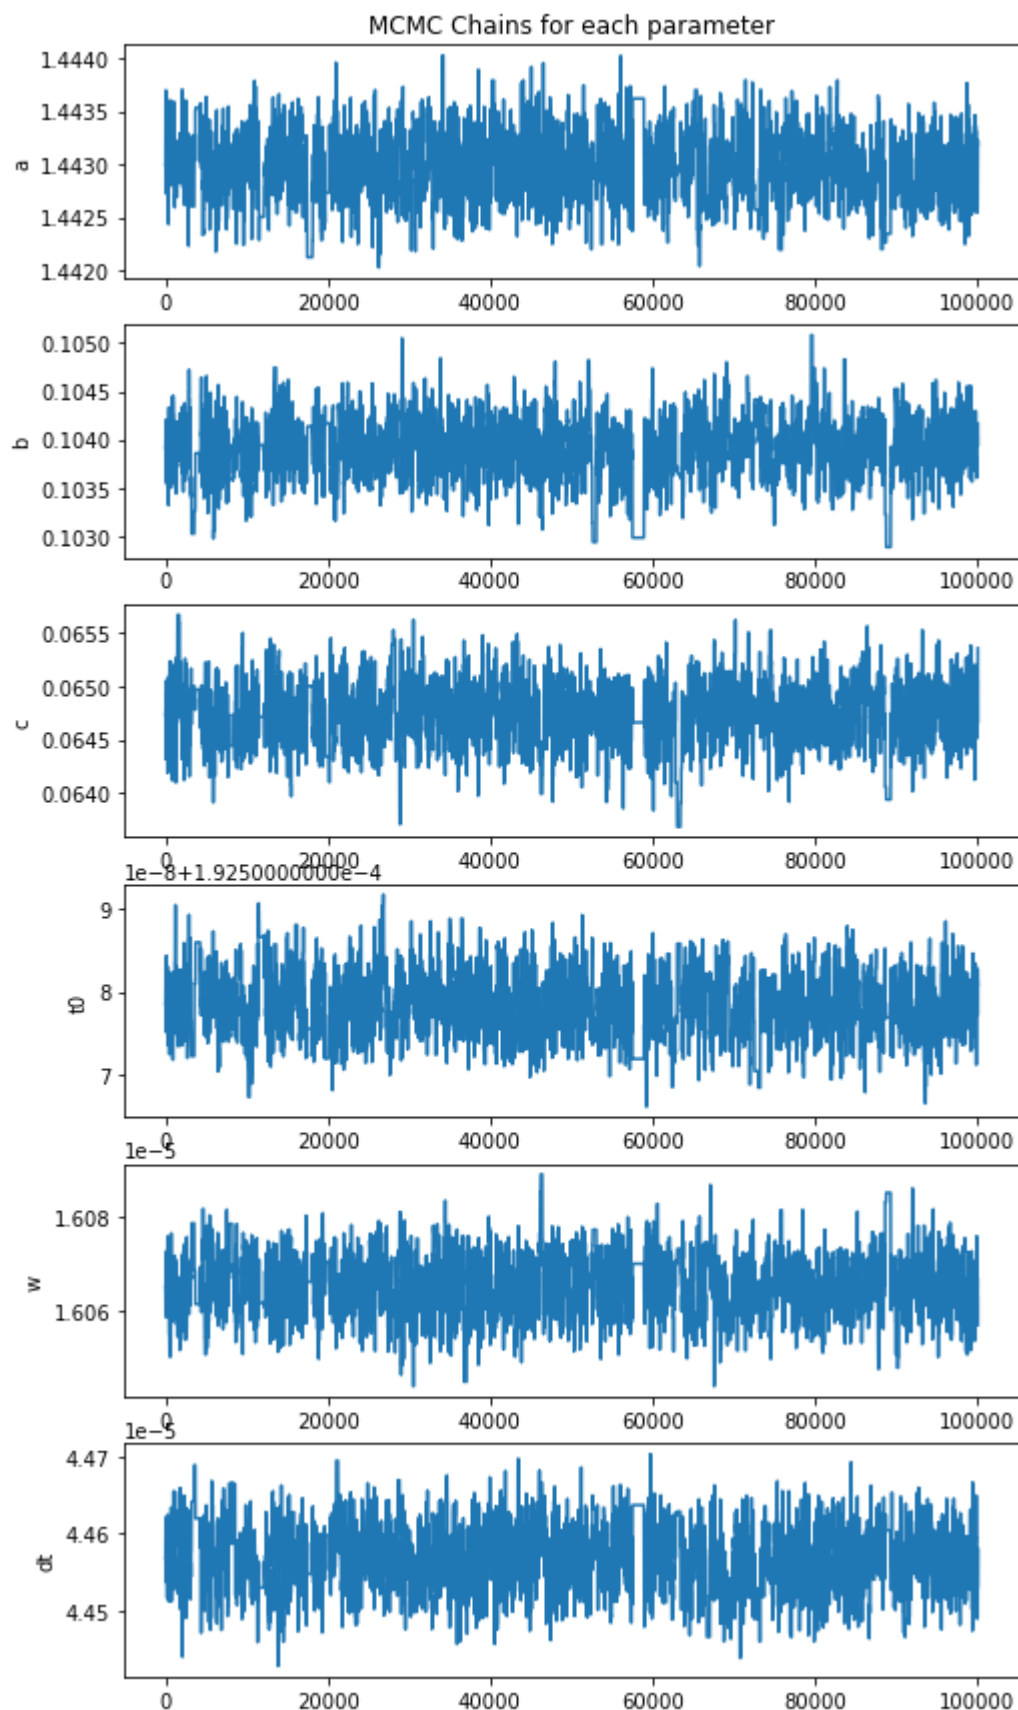 MCMC Chains for each parameter
1.4440
1.4435
1.4430
1.4425
1.4420
a
0 20000 40000 60000 80000 100000
0.1050
0.1045
0.1040
0.1035
0.1030
b
0 20000 40000 60000 80000 100000
0.0655
0.0650
0.0645
0.0640
c
0 20000 40000 60000 80000 100000
1e−8+1.9250000000e−4
9
8
7
t0
0 20000 40000 60000 80000 100000
1e−5
1.608
1.606
w
0 20000 40000 60000 80000 100000
1e−5
4.47
4.46
4.45
dt
0 20000 40000 60000 80000 100000